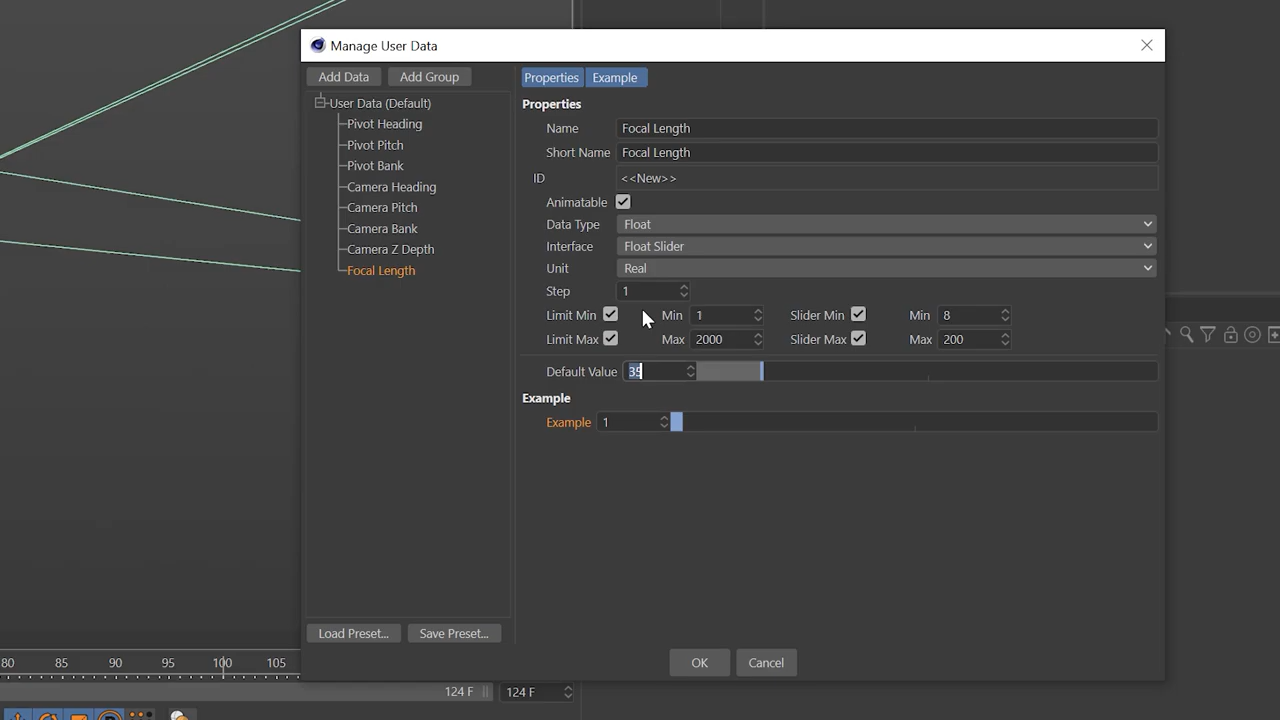 Manage User Data
Add Data Add Group
User Data (Default)
Pivot Heading
Pivot Pitch
Pivot Bank
Camera Heading
Camera Pitch
Camera Bank
Camera Z Depth
Focal Length
Load Preset... Save Preset...
Properties Example
Properties
Name Focal Length
Short Name Focal Length
ID <<New>>
Animatable
Data Type Float
Interface Float Slider
Unit Real
Step 1
Limit Min Min 1 Slider Min Min 8
Limit Max Max 2000 Slider Max Max 200
Default Value 35
Example
Example 1
OK Cancel
80 85 90 95 100 105
124 F 124 F